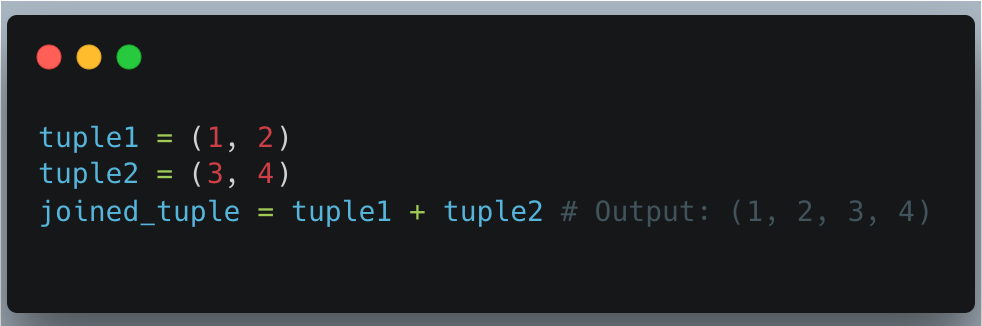 tuple1 = (1, 2)
tuple2 = (3, 4)
joined_tuple = tuple1 + tuple2 # Output: (1, 2, 3, 4)